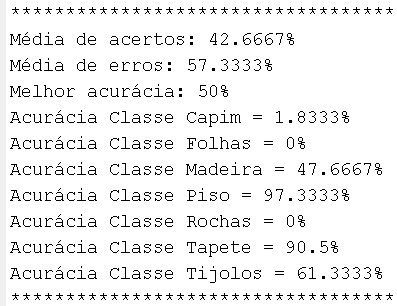 ***********************************
Média de acertos: 42.6667%
Média de erros: 57.3333%
Melhor acurácia: 50%
Acurácia Classe Capim = 1.8333%
Acurácia Classe Folhas = 0%
Acurácia Classe Madeira = 47.6667%
Acurácia Classe Piso = 97.3333%
Acurácia Classe Rochas = 0%
Acurácia Classe Tapete = 90.5%
Acurácia Classe Tijolos = 61.3333%
***********************************